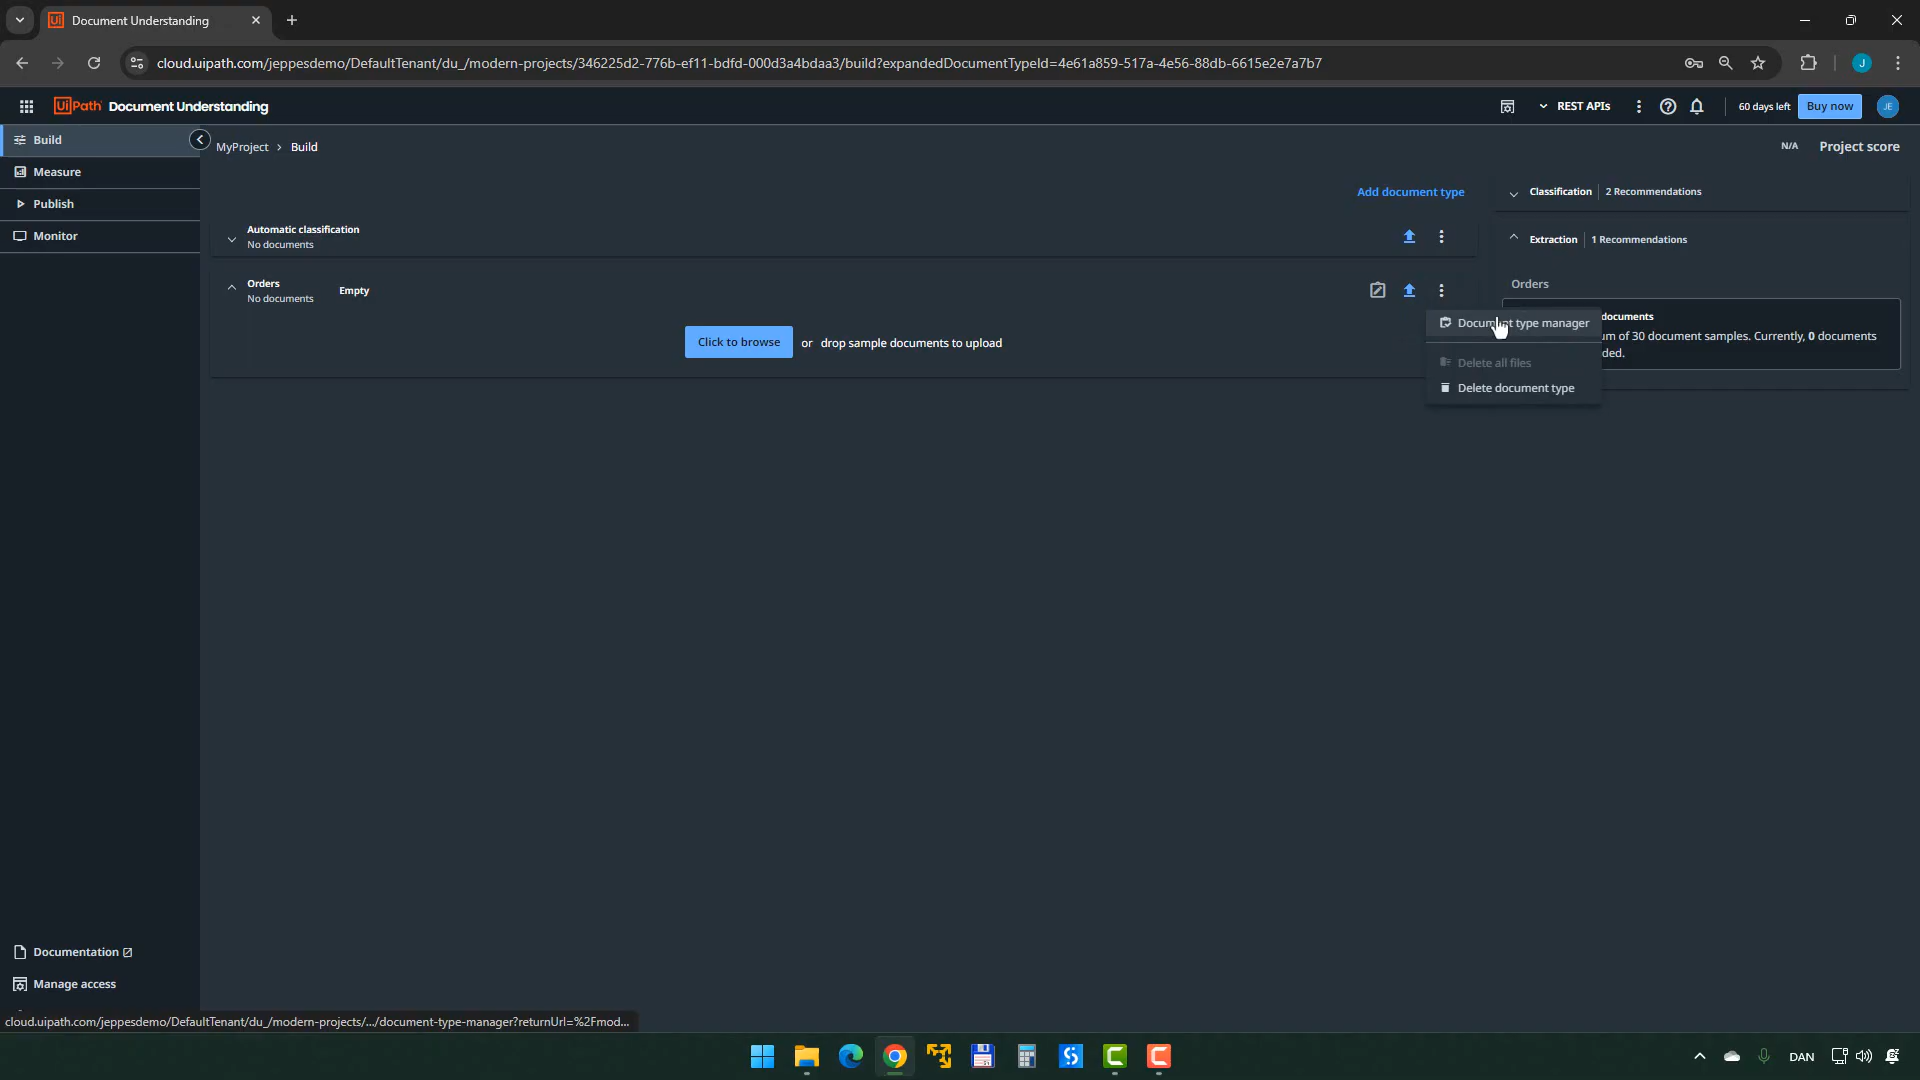 Document Understanding
cloud.uipath.com/jeppesdemo/DefaultTenant/du_/modern-projects/346225d2-776b-ef11-bdfd-000d3a4bdaa3/build?expandedDocumentTypeId=4e61a859-517a-4e56-88db-6615e2e7a7b7
J
UiPath Document Understanding
REST APIs
60 days left
Buy now
JE
Build
MyProject > Build
N/A Project score
Measure
Publish
Monitor
Add document type
Classification | 2 Recommendations
Automatic classification
No documents
Extraction | 1 Recommendations
Orders
No documents
Empty
Orders
Click to browse or drop sample documents to upload
Document type manager
Delete all files
Delete document type
documents
um of 30 document samples. Currently, 0 documents
ded.
Documentation
Manage access
cloud.uipath.com/jeppesdemo/DefaultTenant/du_/modern-projects/.../document-type-manager?returnUrl=%2Fmod...
DAN